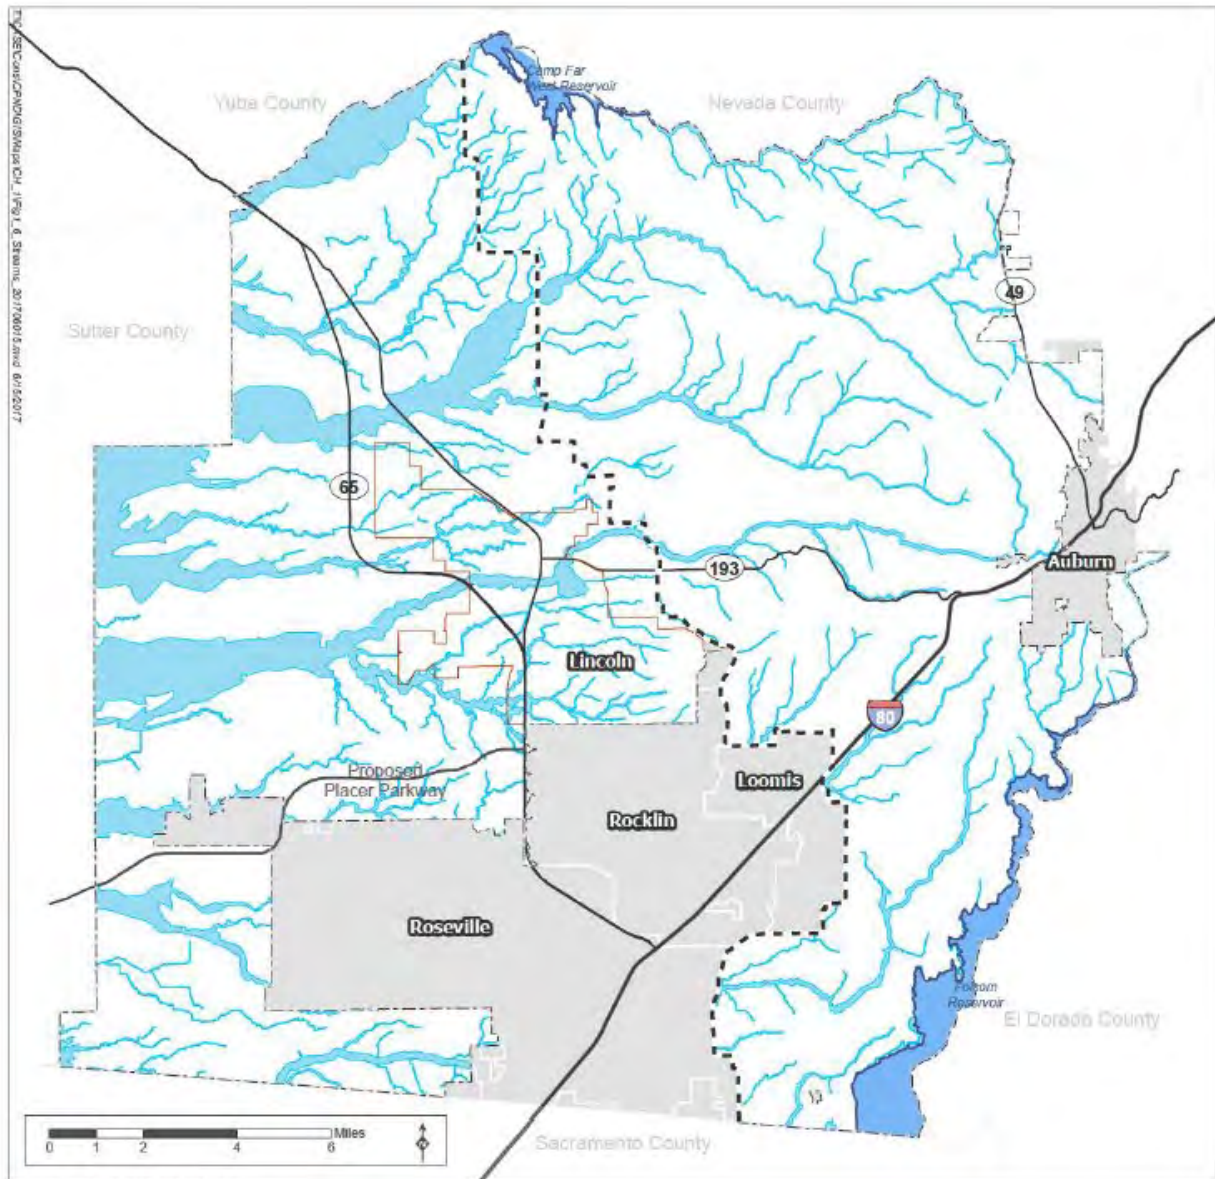 Camp Far
West Reservoir
Yuba County
Nevada County
Sutter County
49
65
193
Auburn
Lincoln
80
Proposed
Placer Parkway
Loomis
Rocklin
Roseville
Folsom
Reservoir
El Dorado County
Miles
0 1 2 4 6
N
Sacramento County